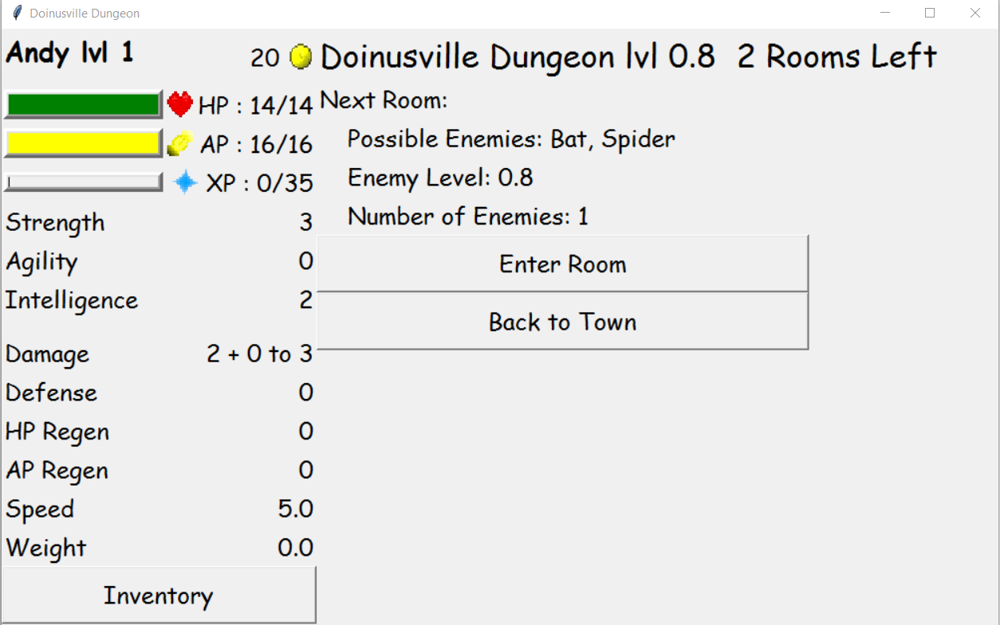 Doinusville Dungeon
Andy lvl 1
20
HP : 14/14
AP : 16/16
XP : 0/35
Strength 3
Agility 0
Intelligence 2
Damage 2 + 0 to 3
Defense 0
HP Regen 0
AP Regen 0
Speed 5.0
Weight 0.0
Inventory
Doinusville Dungeon lvl 0.8 2 Rooms Left
Next Room:
Possible Enemies: Bat, Spider
Enemy Level: 0.8
Number of Enemies: 1
Enter Room
Back to Town